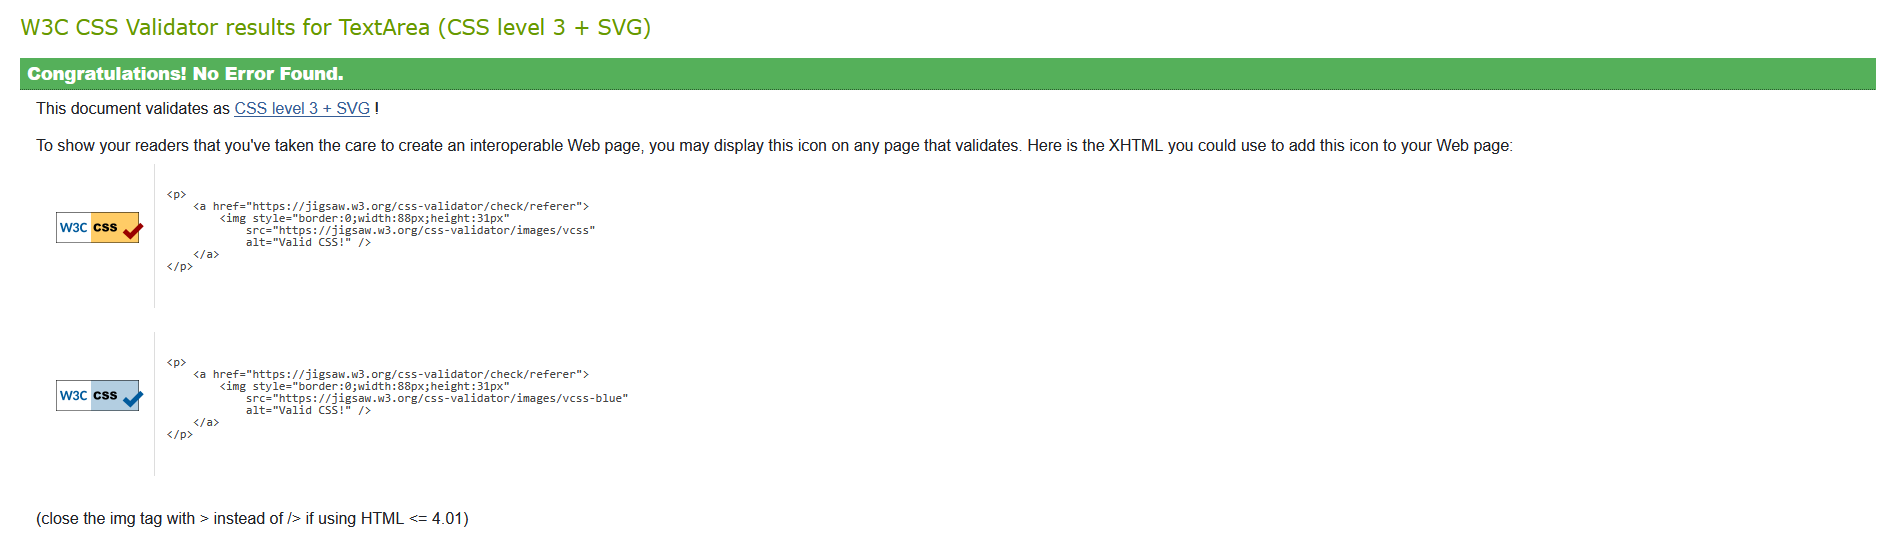 W3C CSS Validator results for TextArea (CSS level 3 + SVG)
Congratulations! No Error Found.
This document validates as CSS level 3 + SVG !
To show your readers that you've taken the care to create an interoperable Web page, you may display this icon on any page that validates. Here is the XHTML you could use to add this icon to your Web page:
W3C css
<p>
    <a href="https://jigsaw.w3.org/css-validator/check/referer">
        <img style="border:0;width:88px;height:31px"
            src="https://jigsaw.w3.org/css-validator/images/vcss"
            alt="Valid CSS!" />
    </a>
</p>
W3C css
<p>
    <a href="https://jigsaw.w3.org/css-validator/check/referer">
        <img style="border:0;width:88px;height:31px"
            src="https://jigsaw.w3.org/css-validator/images/vcss-blue"
            alt="Valid CSS!" />
    </a>
</p>
(close the img tag with > instead of /> if using HTML <= 4.01)